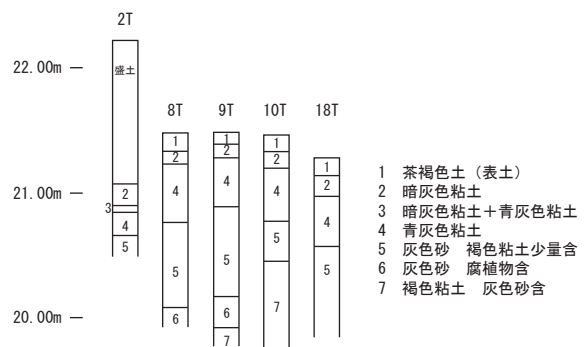 2T
22.00m
盛土
8T 9T 10T 18T
1 1 1 1
2 2 2 2
21.00m
2 4 4 4 4
3
4
5 5 5 5 5
6 6 7
20.00m
7
1 茶褐色土（表土）
2 暗灰色粘土
3 暗灰色粘土＋青灰色粘土
4 青灰色粘土
5 灰色砂 褐色粘土少量含
6 灰色砂 腐植物含
7 褐色粘土 灰色砂含